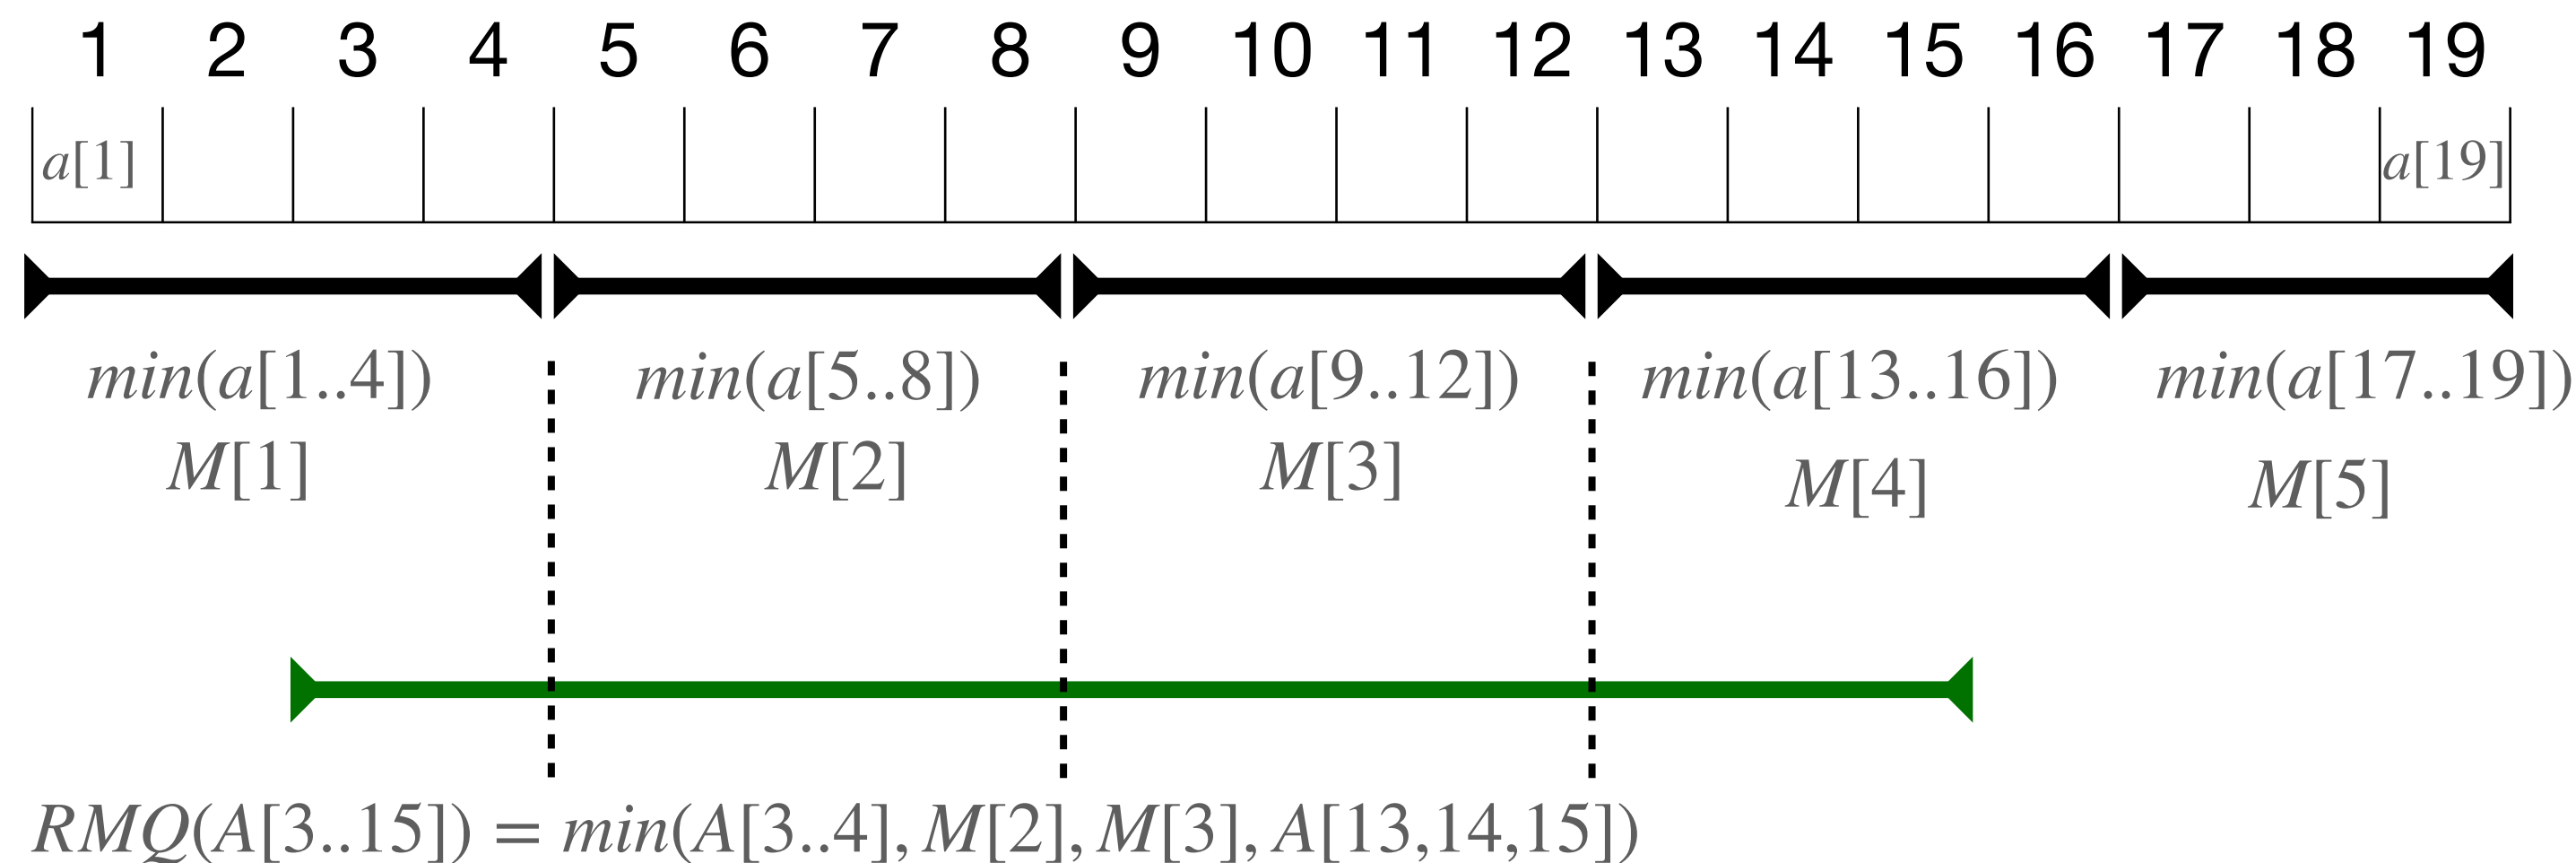 1 2 3 4 5 6 7 8 9 10 11 12 13 14 15 16 17 18 19
a[1] a[19]
min(a[1..4]) min(a[5..8]) min(a[9..12]) min(a[13..16]) min(a[17..19])
M[1] M[2] M[3] M[4] M[5]
RMQ(A[3..15]) = min(A[3..4], M[2], M[3], A[13,14,15])